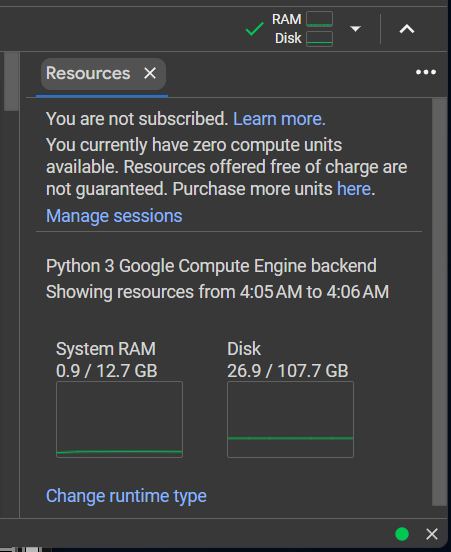 RAM
Disk
Resources
You are not subscribed. Learn more.
You currently have zero compute units
available. Resources offered free of charge are
not guaranteed. Purchase more units here.
Manage sessions
Python 3 Google Compute Engine backend
Showing resources from 4:05 AM to 4:06 AM
System RAM
0.9 / 12.7 GB
Disk
26.9 / 107.7 GB
Change runtime type